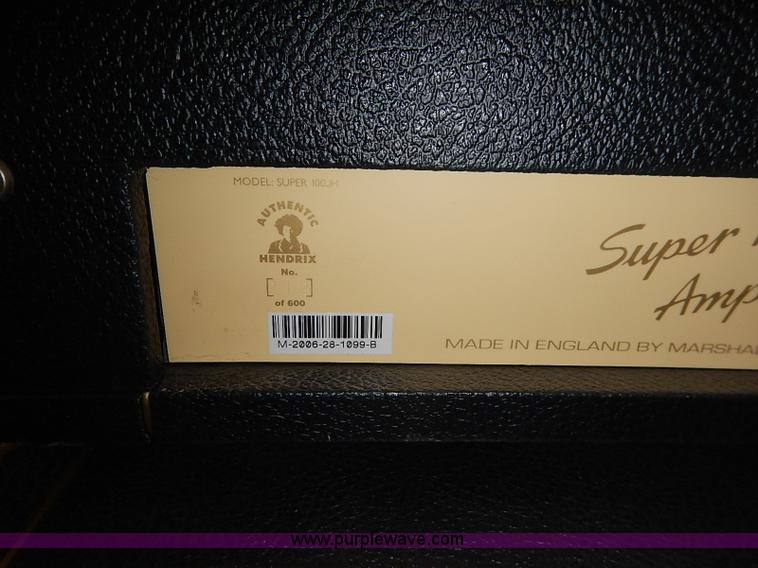 MODEL: SUPER 100JH
AUTHENTIC
HENDRIX
No.
[ ]
of 600
M-2006-28-1099-B
Super
Amp
MADE IN ENGLAND BY MARSHAL
www.purplewave.com